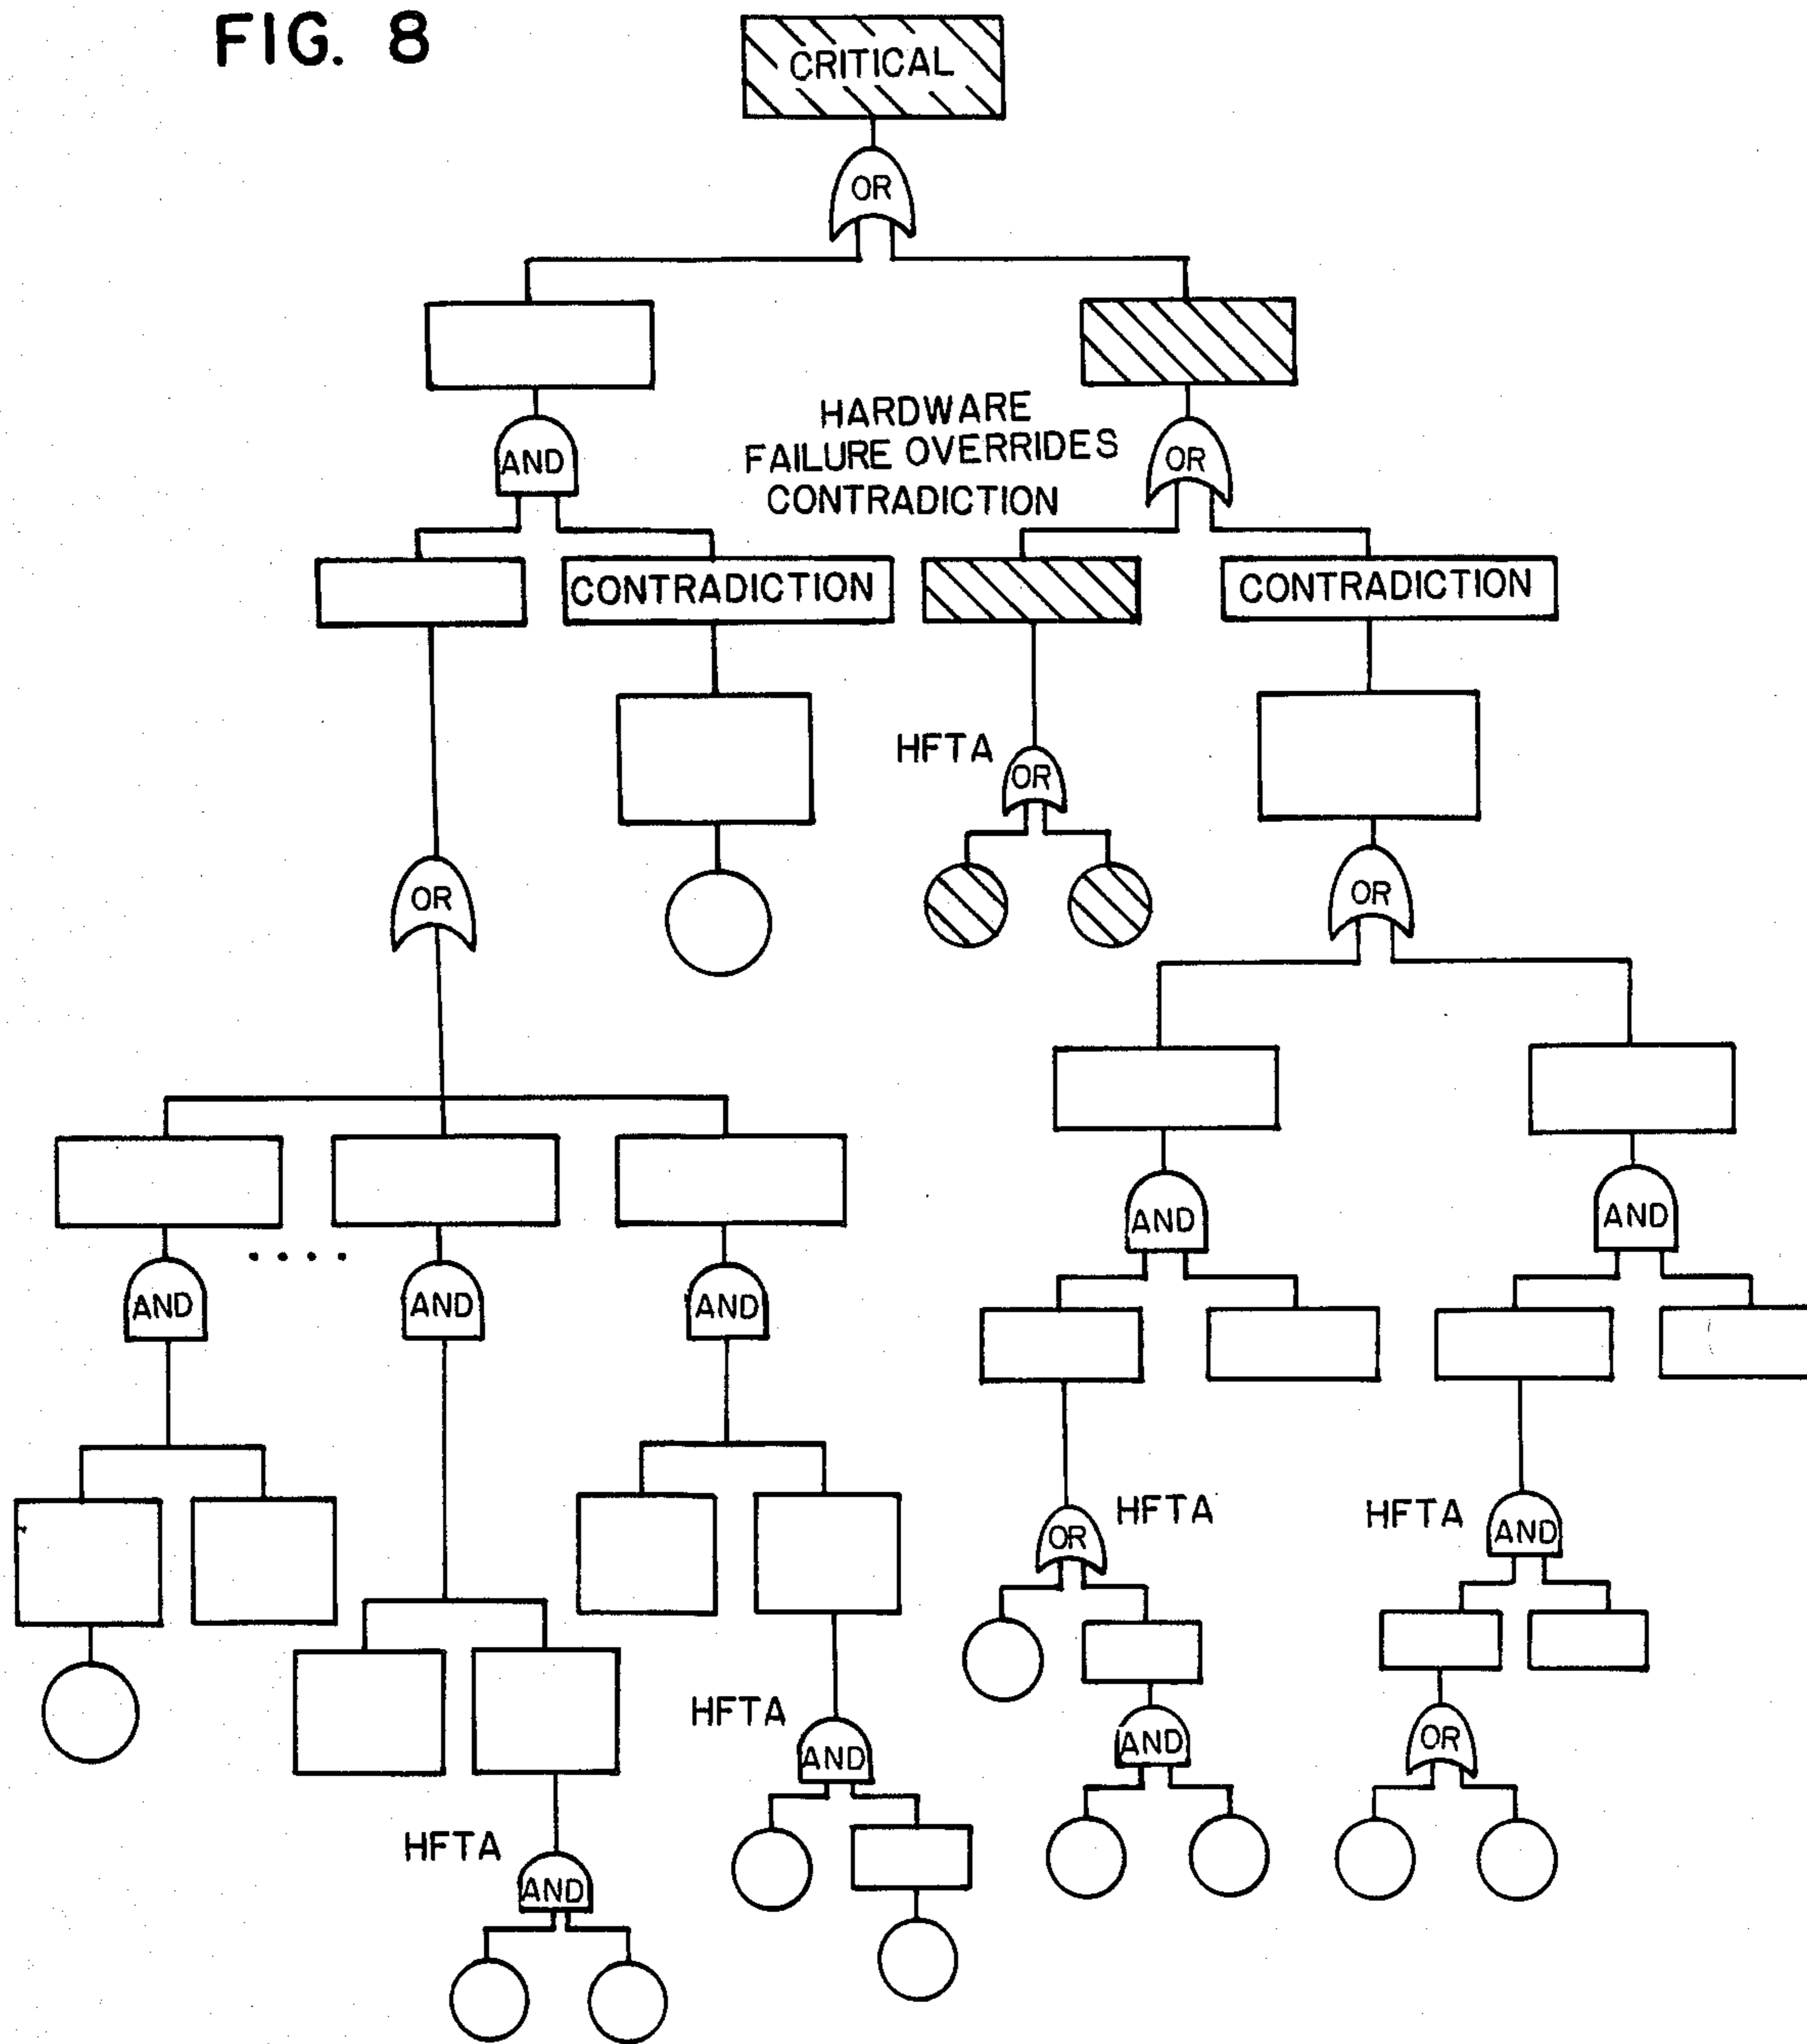 FIG. 8
CRITICAL
OR
HARDWARE
FAILURE OVERRIDES
CONTRADICTION
AND
OR
CONTRADICTION
CONTRADICTION
HFTA
OR
OR
OR
AND
AND
....
AND
AND
AND
HFTA
OR
HFTA
AND
HFTA
AND
AND
OR
HFTA
AND